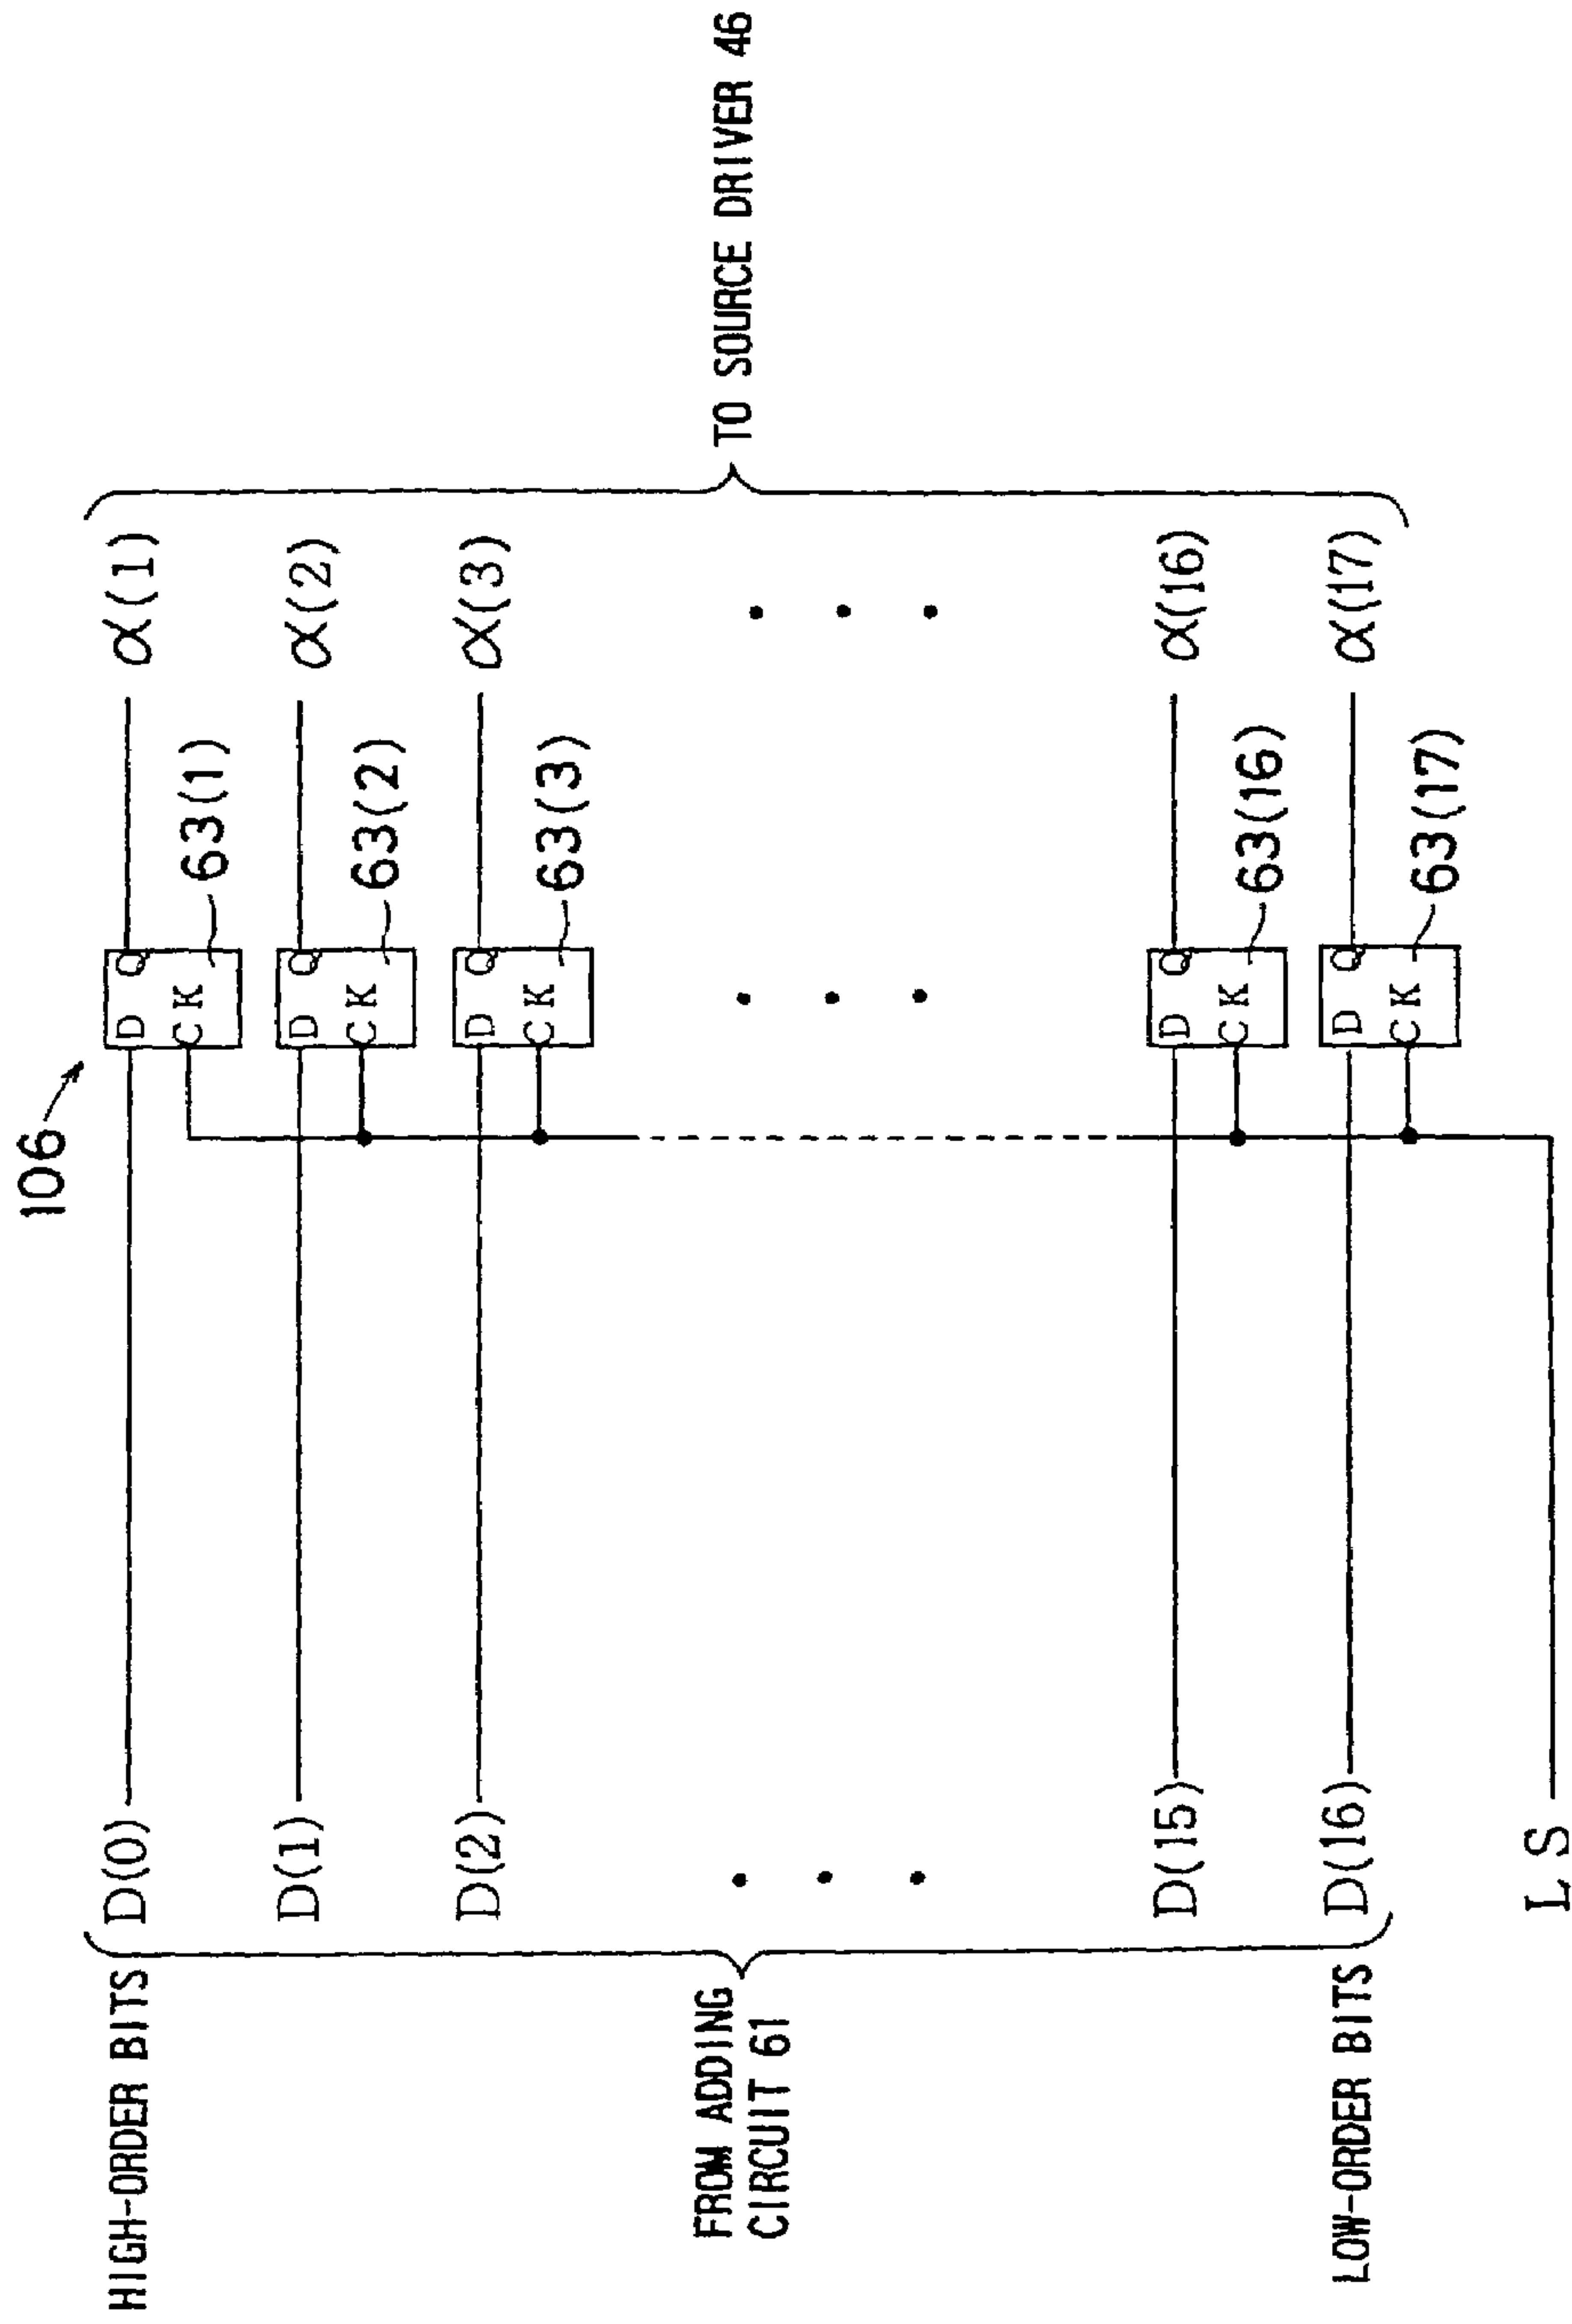 106
HIGH-ORDER BITS
D(0)
D Q
CK
63(1)
α(1)
D(1)
D Q
CK
63(2)
α(2)
D(2)
D Q
CK
63(3)
α(3)
FROM ADDING
CIRCUIT 61
TO SOURCE DRIVER 46
D(15)
D Q
CK
63(16)
α(16)
LOW-ORDER BITS
D(16)
D Q
CK
63(17)
α(17)
LS